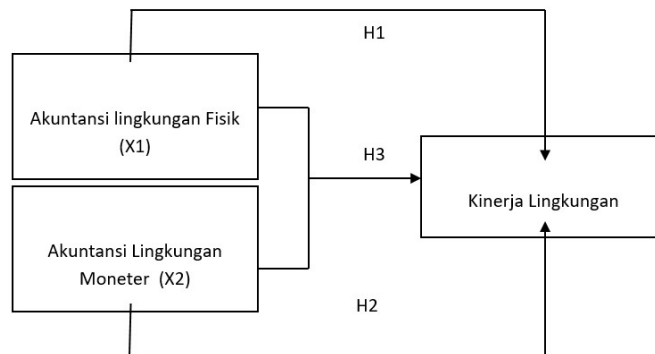 H1
Akuntansi lingkungan Fisik
(X1)
H3
Kinerja Lingkungan
Akuntansi Lingkungan
Moneter (X2)
H2